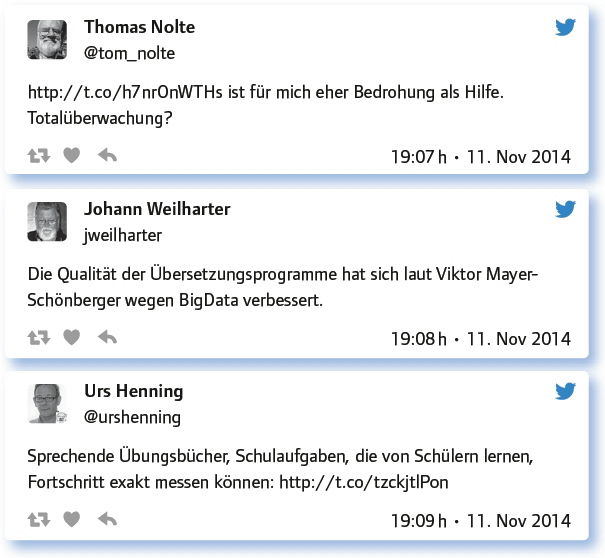 Thomas Nolte
@tom_nolte
http://t.co/h7nrOnWTHs ist für mich eher Bedrohung als Hilfe.
Totalüberwachung?
19:07 h · 11. Nov 2014
Johann Weilharter
jweilharter
Die Qualität der Übersetzungsprogramme hat sich laut Viktor Mayer-
Schönberger wegen BigData verbessert.
19:08 h · 11. Nov 2014
Urs Henning
@urshenning
Sprechende Übungsbücher, Schulaufgaben, die von Schülern lernen,
Fortschritt exakt messen können: http://t.co/tzckjtlPon
19:09 h · 11. Nov 2014